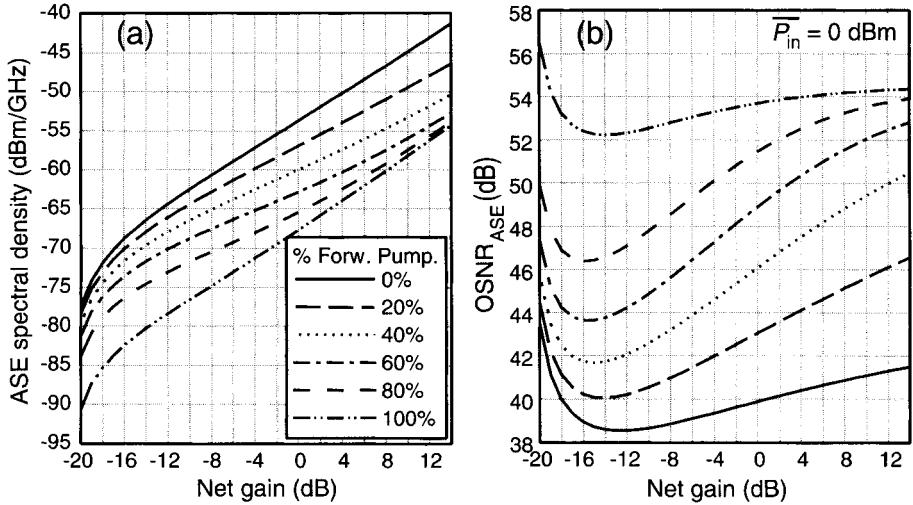 (a)
ASE spectral density (dBm/GHz)
-40
-45
-50
-55
-60
-65
-70
-75
-80
-85
-90
-95
-20 -16 -12 -8 -4 0 4 8 12
Net gain (dB)
% Forw. Pump.
0%
20%
40%
60%
80%
100%
(b)
P̅in = 0 dBm
OSNRASE (dB)
58
56
54
52
50
48
46
44
42
40
38
-20 -16 -12 -8 -4 0 4 8 12
Net gain (dB)